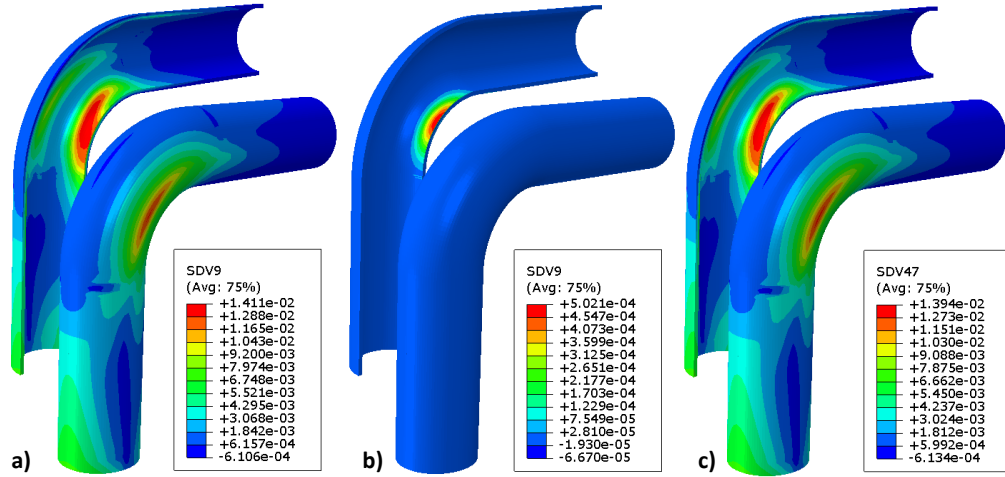 SDV9
(Avg: 75%)
+1.411e-02
+1.288e-02
+1.165e-02
+1.043e-02
+9.200e-03
+7.974e-03
+6.748e-03
+5.521e-03
+4.295e-03
+3.068e-03
+1.842e-03
+6.157e-04
-6.106e-04
a)
SDV9
(Avg: 75%)
+5.021e-04
+4.547e-04
+4.073e-04
+3.599e-04
+3.125e-04
+2.651e-04
+2.177e-04
+1.703e-04
+1.229e-04
+7.549e-05
+2.810e-05
-1.930e-05
-6.670e-05
b)
SDV47
(Avg: 75%)
+1.394e-02
+1.273e-02
+1.151e-02
+1.030e-02
+9.088e-03
+7.875e-03
+6.662e-03
+5.450e-03
+4.237e-03
+3.024e-03
+1.812e-03
+5.992e-04
-6.134e-04
c)